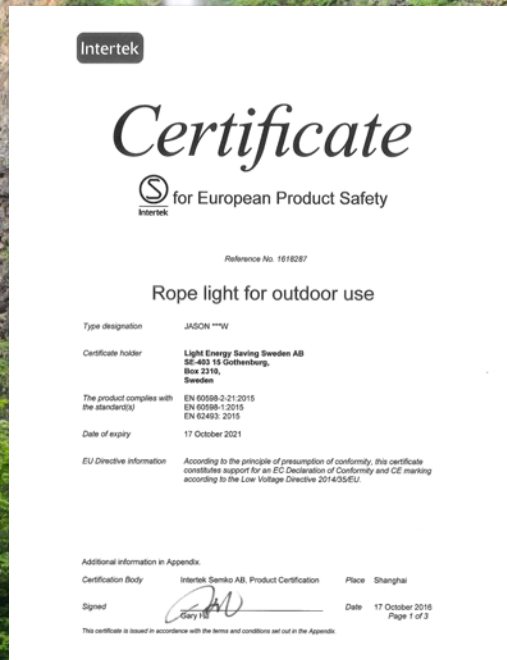 Intertek
Certificate
S
Intertek
for European Product Safety
Reference No. 1618287
Rope light for outdoor use
Type designation JASON ***W
Certificate holder Light Energy Saving Sweden AB
SE-403 15 Gothenburg,
Box 2310,
Sweden
The product complies with EN 60598-2-21:2015
the standard(s) EN 60598-1:2015
EN 62493: 2015
Date of expiry 17 October 2021
EU Directive information According to the principle of presumption of conformity, this certificate
constitutes support for an EC Declaration of Conformity and CE marking
according to the Low Voltage Directive 2014/35/EU.
Additional information in Appendix.
Certification Body Intertek Semko AB, Product Certification Place Shanghai
Signed Gary Date 17 October 2016
Page 1 of 3
This certificate is issued in accordance with the terms and conditions set out in the Appendix.